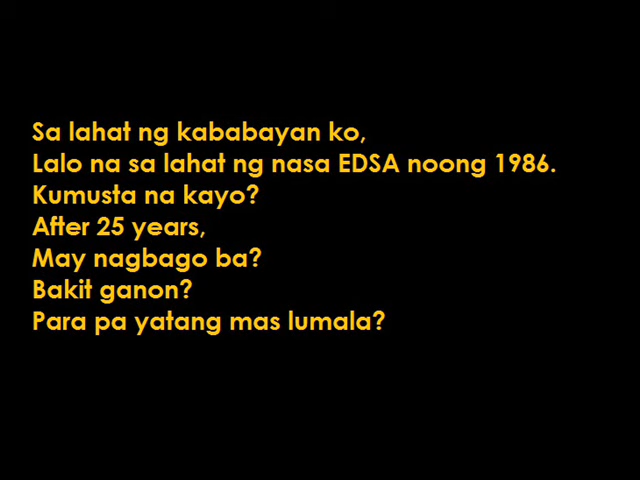 Sa lahat ng kababayan ko,
Lalo na sa lahat ng nasa EDSA noong 1986.
Kumusta na kayo?
After 25 years,
May nagbago ba?
Bakit ganon?
Para pa yatang mas lumala?